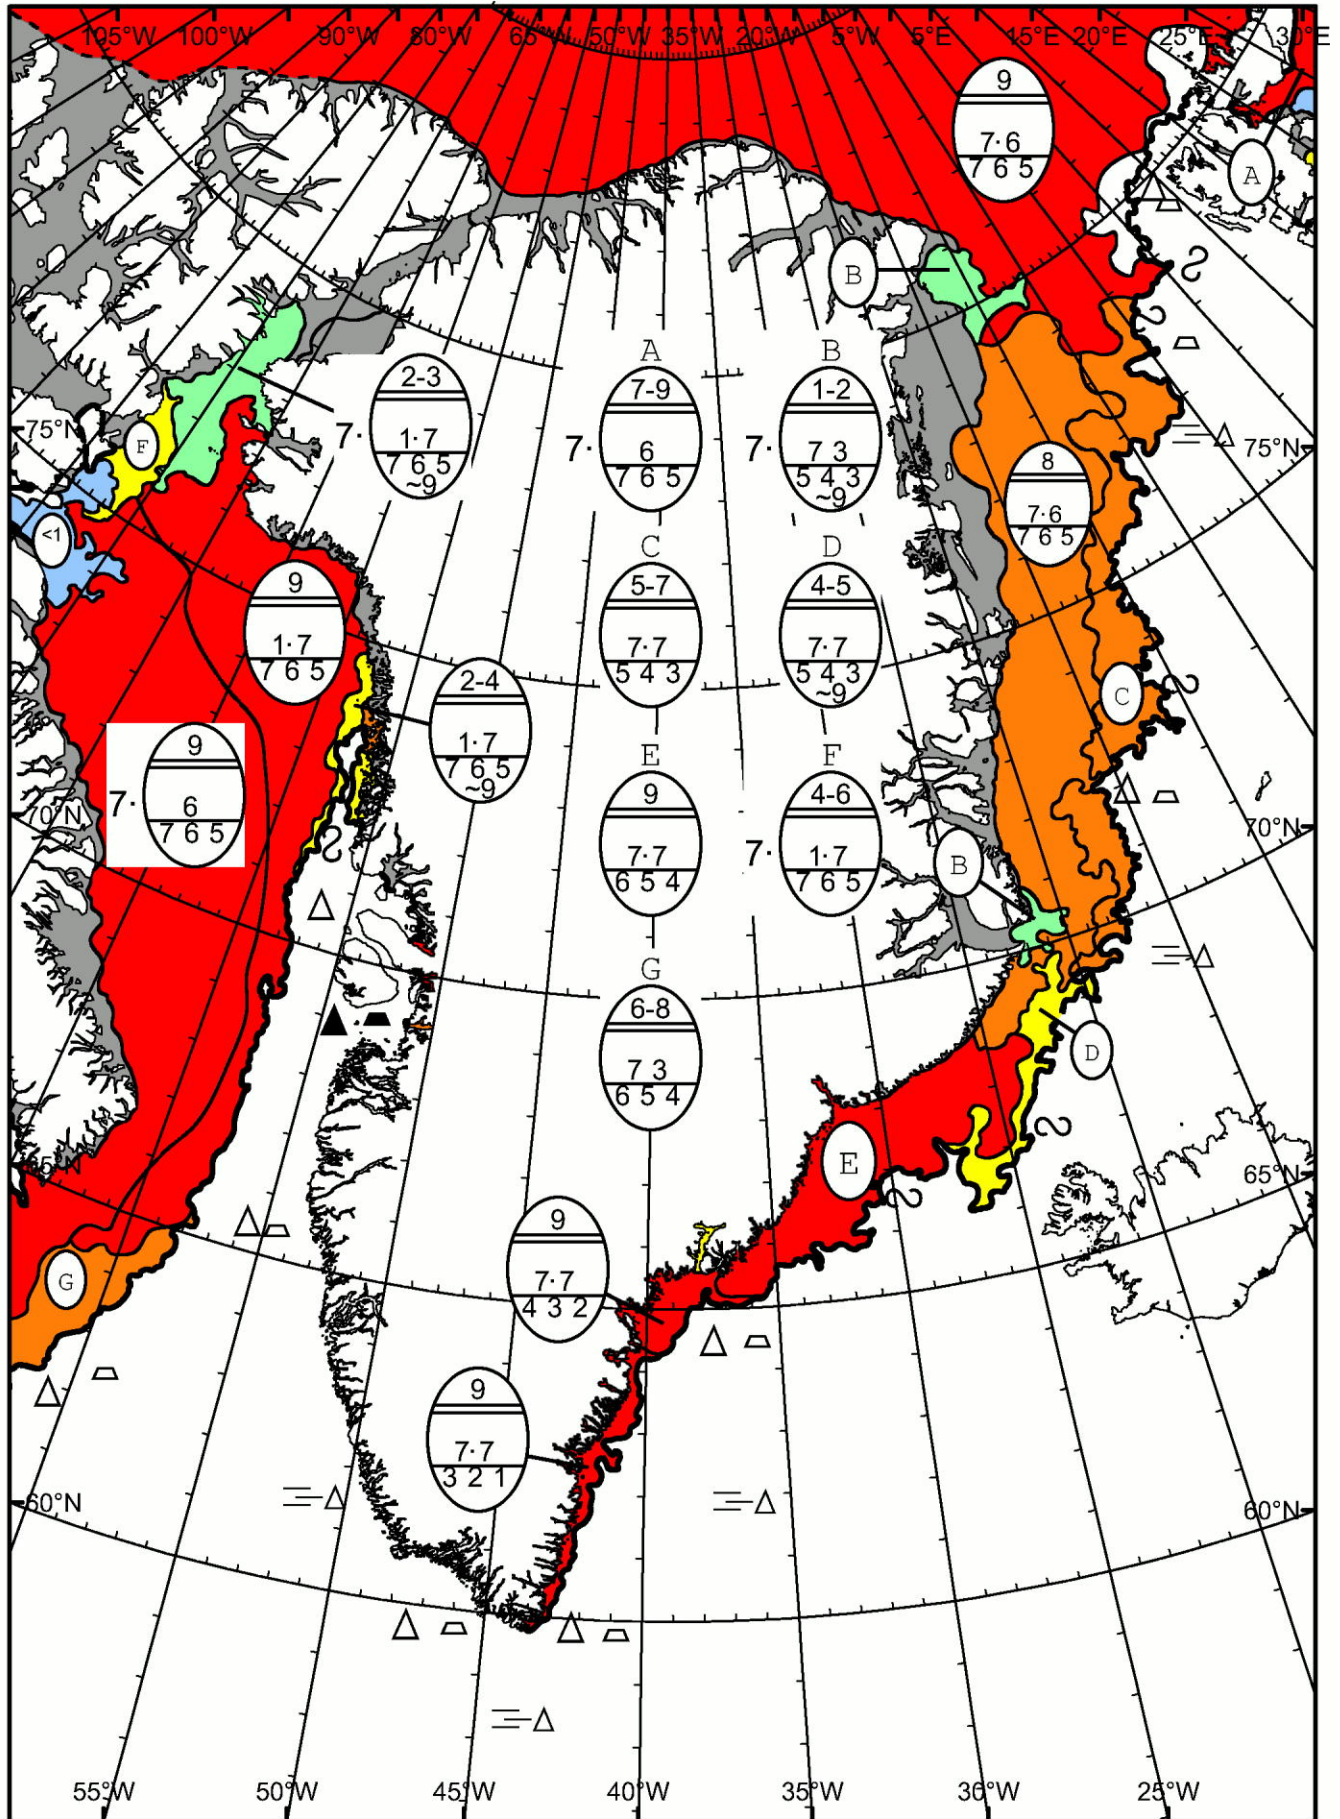 105°W 100°W 90°W 80°W 65°W 50°W 35°W 20°W 5°W 5°E 15°E 20°E 25°E 30°E
9
7·6
7 6 5
A
B
75°N
F
<1
2-3
7· 1·7
7 6 5
~9
A
7-9
7· 6
7 6 5
B
1-2
7· 7 3
5 4 3
~9
75°N
8
7·6
7 6 5
9
1·7
7 6 5
C
5-7
7·7
5 4 3
D
4-5
7·7
5 4 3
~9
C
2-4
1·7
7 6 5
~9
9
7· 6
7 6 5
70°N
E
9
7·7
6 5 4
F
4-6
7· 1·7
7 6 5
B
70°N
G
6-8
7 3
6 5 4
D
65°N
E
65°N
G
9
7·7
4 3 2
9
7·7
3 2 1
60°N
60°N
55°W 50°W 45°W 40°W 35°W 30°W 25°W